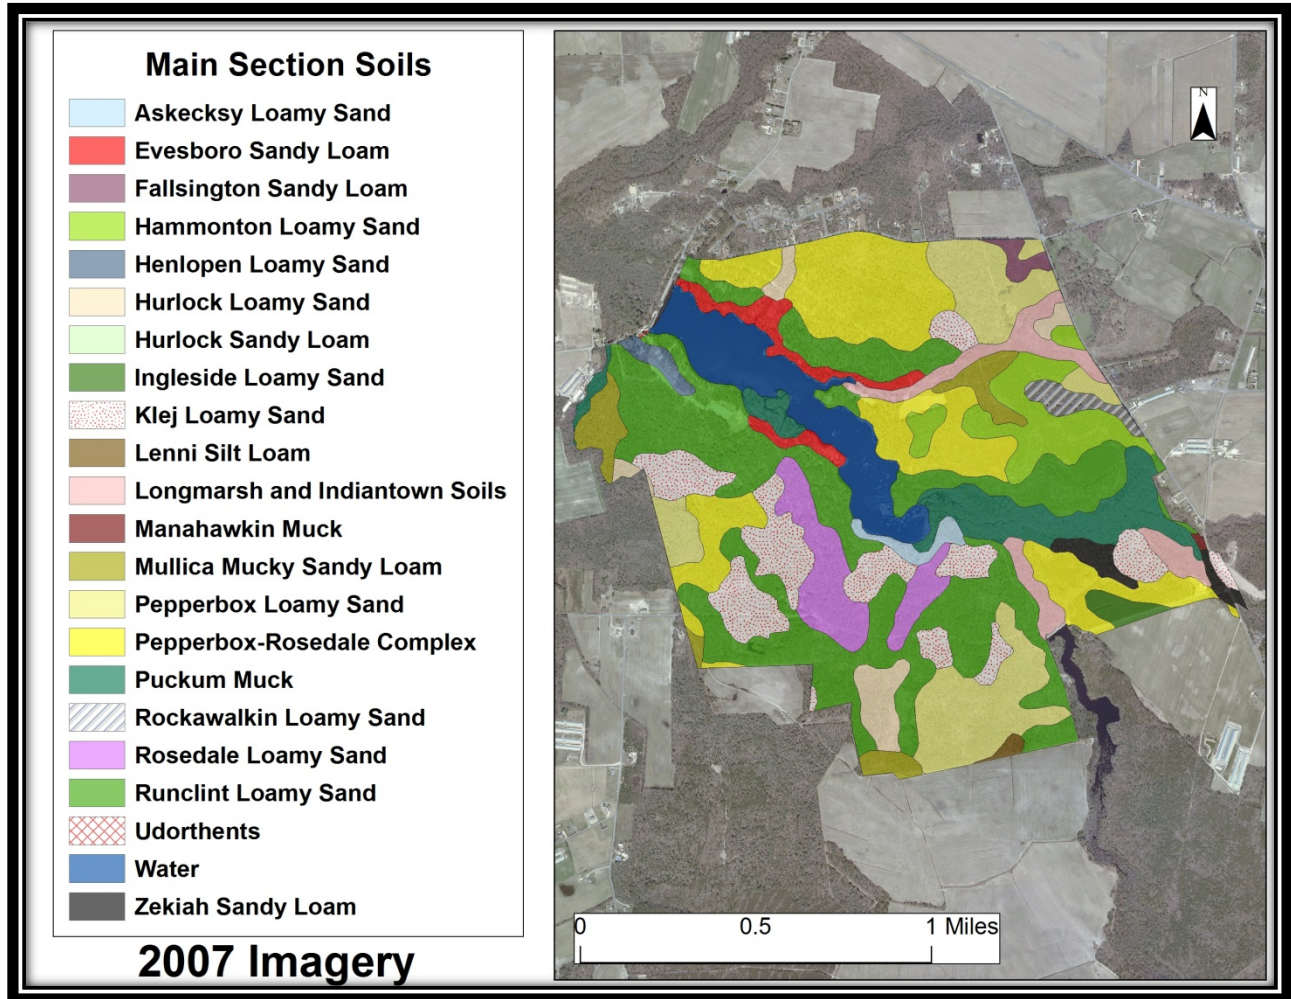 Main Section Soils
Askecksy Loamy Sand
Evesboro Sandy Loam
Fallsington Sandy Loam
Hammonton Loamy Sand
Henlopen Loamy Sand
Hurlock Loamy Sand
Hurlock Sandy Loam
Ingleside Loamy Sand
Klej Loamy Sand
Lenni Silt Loam
Longmarsh and Indiantown Soils
Manahawkin Muck
Mullica Mucky Sandy Loam
Pepperbox Loamy Sand
Pepperbox-Rosedale Complex
Puckum Muck
Rockawalkin Loamy Sand
Rosedale Loamy Sand
Runclint Loamy Sand
Udorthents
Water
Zekiah Sandy Loam
2007 Imagery
N
0 0.5 1 Miles